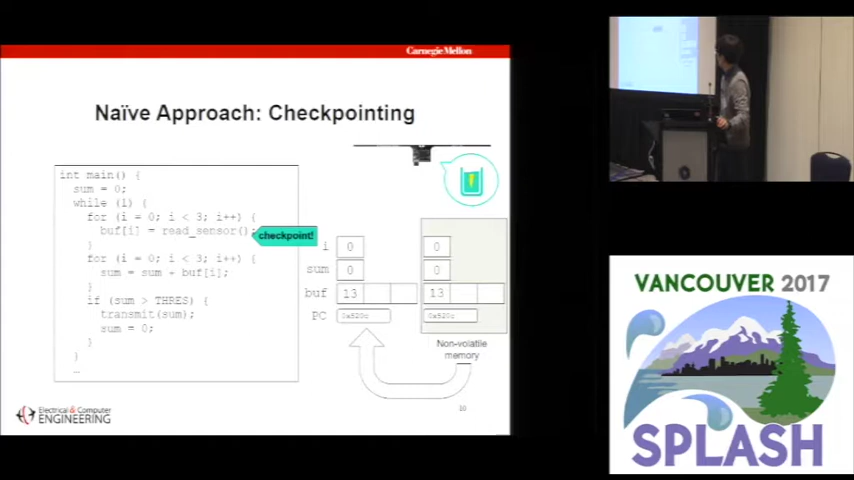 Carnegie Mellon
Naïve Approach: Checkpointing
int main() {
sum = 0;
while (1) {
for (i = 0; i < 3; i++) {
buf[i] = read_sensor();
}
for (i = 0; i < 3; i++) {
sum = sum + buf[i];
}
if (sum > THRES) {
transmit(sum);
sum = 0;
}
}
…
checkpoint!
i 0 0
sum 0 0
buf 13 13
PC 0x520c 0x520c
Non-volatile
memory
Electrical & Computer
ENGINEERING
10
VANCOUVER 2017
SPLASH